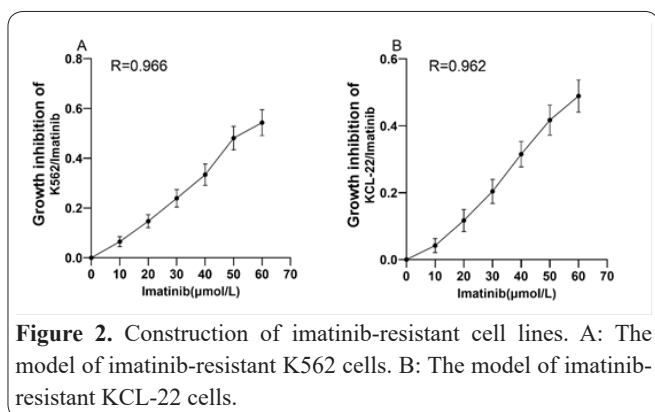 A
R=0.966
Growth inhibition of
K562/Imatinib
0.8
0.6
0.4
0.2
0.0
0 10 20 30 40 50 60 70
Imatinib(μmol/L)
B
R=0.962
Growth inhibition of
KCL-22/Imatinib
0.6
0.4
0.2
0.0
0 10 20 30 40 50 60 70
Imatinib(μmol/L)
Figure 2. Construction of imatinib-resistant cell lines. A: The
model of imatinib-resistant K562 cells. B: The model of imatinib-
resistant KCL-22 cells.